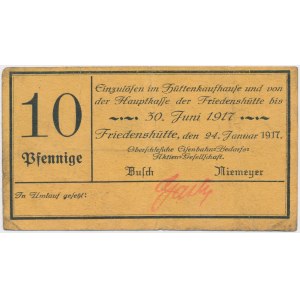 10
Pfennige
Einzulösen im Hüttenkaufhause und von
der Hauptkasse der Friedenshütte bis
30. Juni 1917
Friedenshütte, den 24. Januar 1917.
Oberschlesische Eisenbahn-Bedarfs-
Aktien-Gesellschaft.
Busch Niemeyer
In Umlauf gesetzt: